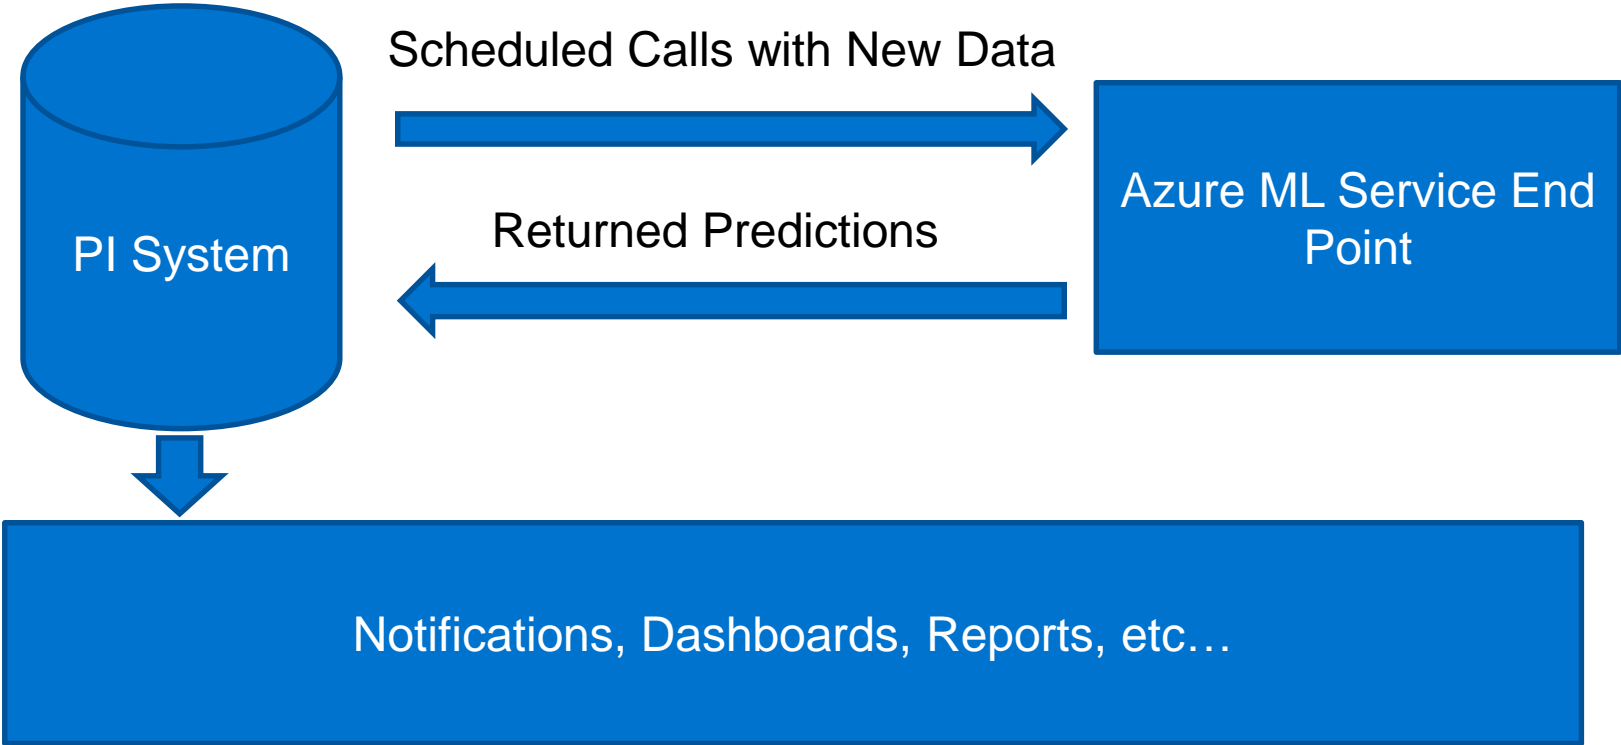 Scheduled Calls with New Data
PI System
Returned Predictions
Azure ML Service End
Point
Notifications, Dashboards, Reports, etc…